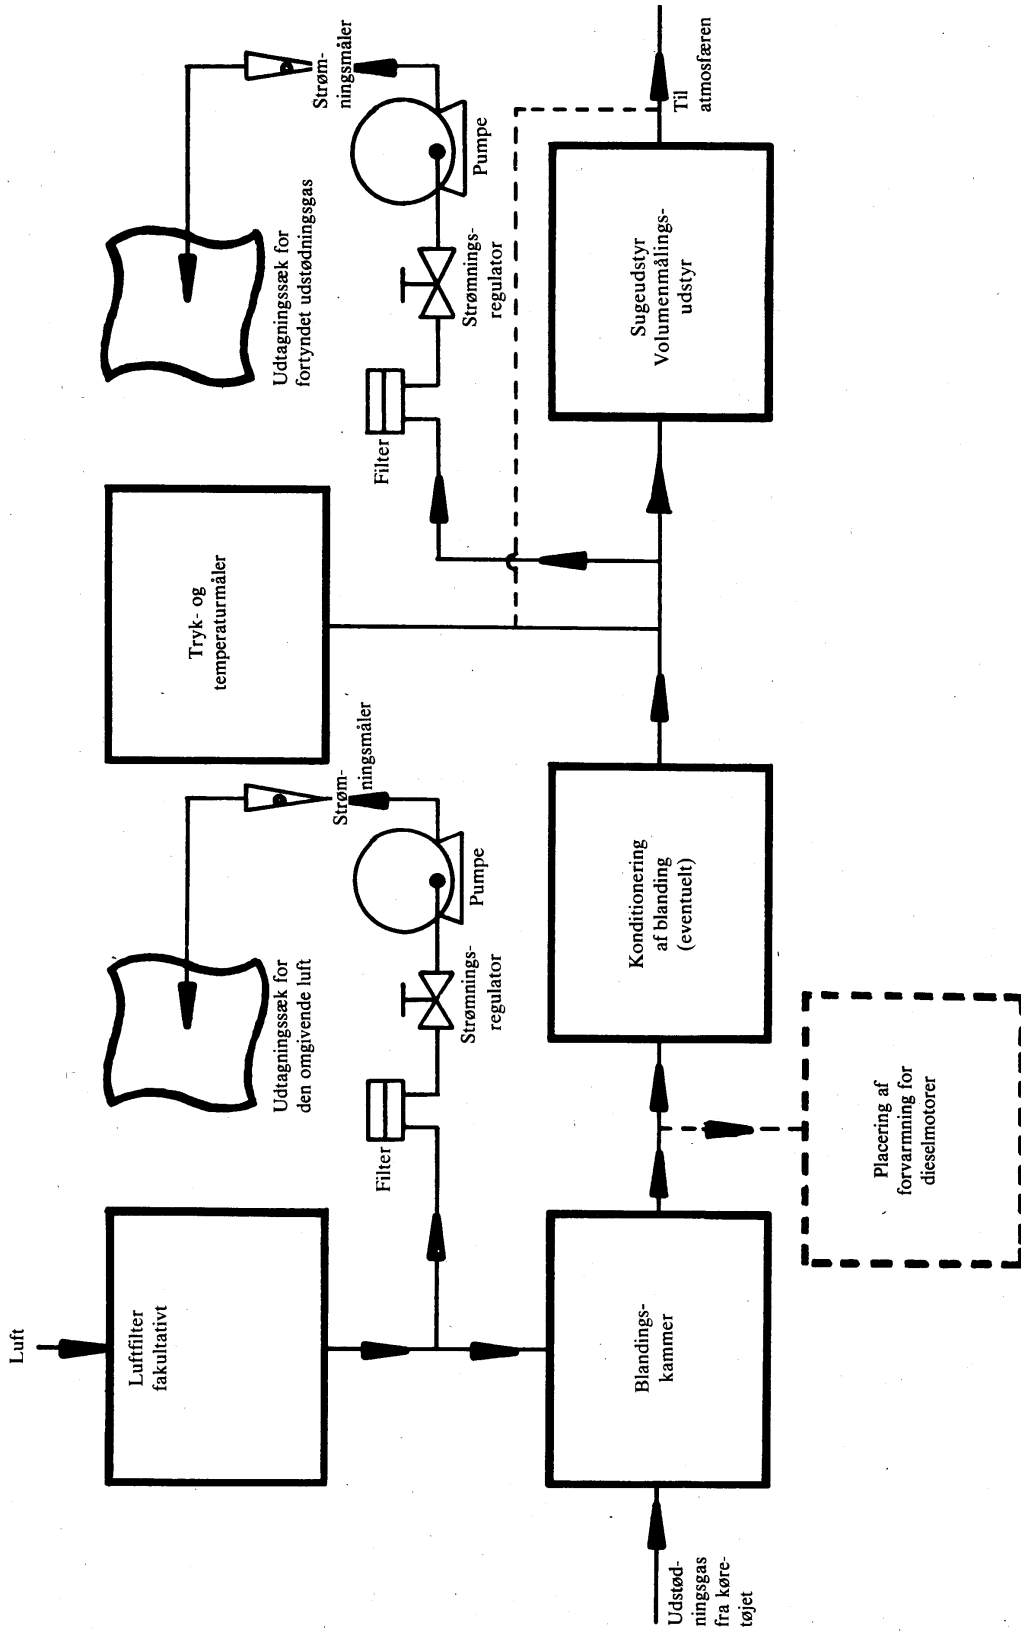 Luft
Luftfilter
fakultativt
Udtagningssæk for
den omgivende luft
Strøm-
ningsmåler
Filter
Strømnings-
regulator
Pumpe
Tryk- og
temperaturmåler
Udtagningssæk for
fortyndet udstødningsgas
Strøm-
ningsmåler
Filter
Strømnings-
regulator
Pumpe
Udstød-
ningsgas
fra køre-
tøjet
Blandings-
kammer
Konditionering
af blanding
(eventuelt)
Sugeudstyr
Volumenmålings-
udstyr
Til
atmosfæren
Placering af
forvarmning for
dieselmotorer